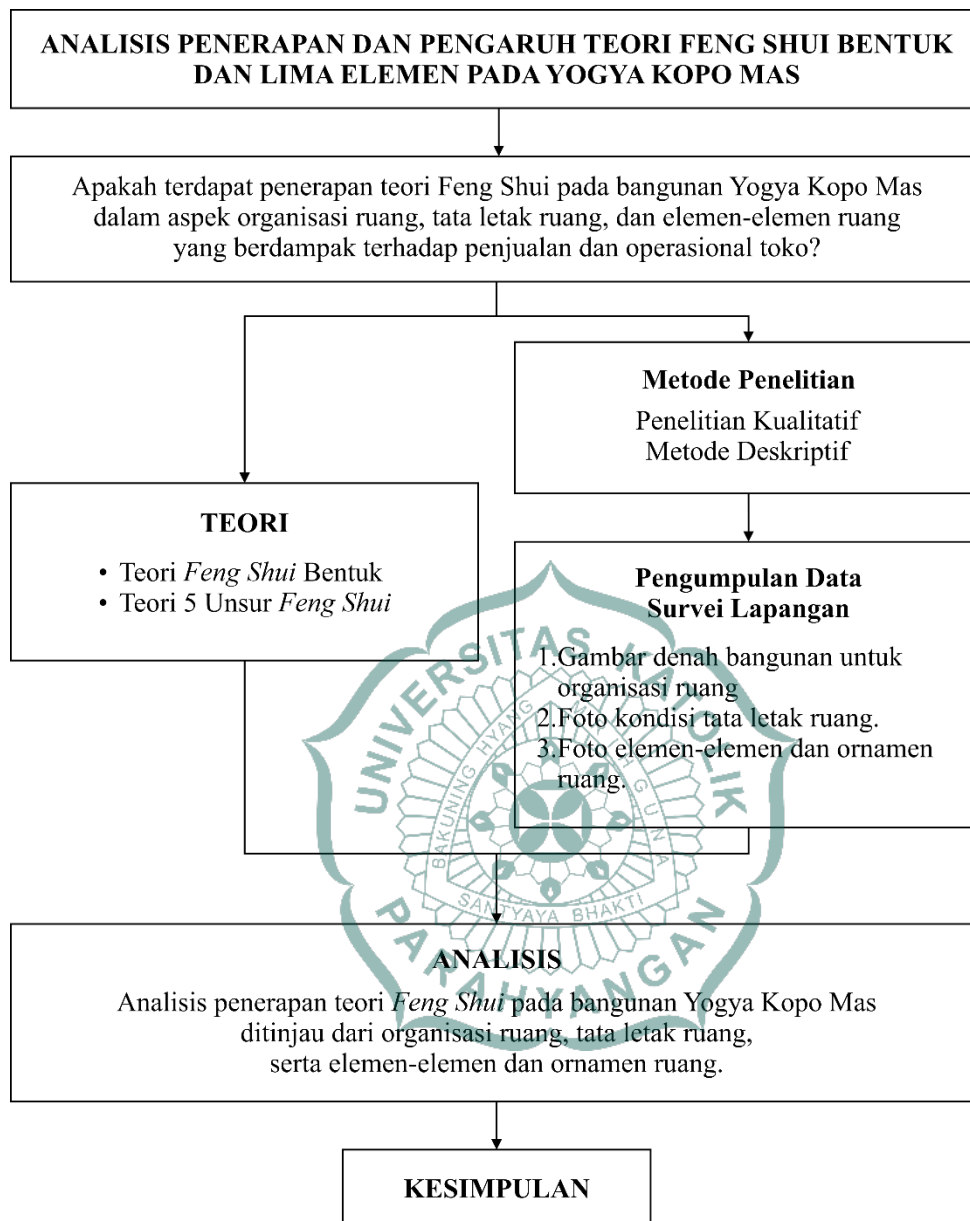 ANALISIS PENERAPAN DAN PENGARUH TEORI FENG SHUI BENTUK
DAN LIMA ELEMEN PADA YOGYA KOPO MAS
Apakah terdapat penerapan teori Feng Shui pada bangunan Yogya Kopo Mas
dalam aspek organisasi ruang, tata letak ruang, dan elemen-elemen ruang
yang berdampak terhadap penjualan dan operasional toko?
Metode Penelitian
Penelitian Kualitatif
Metode Deskriptif
TEORI
• Teori Feng Shui Bentuk
• Teori 5 Unsur Feng Shui
Pengumpulan Data
Survei Lapangan
1.Gambar denah bangunan untuk
organisasi ruang
2.Foto kondisi tata letak ruang.
3.Foto elemen-elemen dan ornamen
ruang.
UNIVERSITAS KATOLIK
PARAHYANGAN
BAKUNING HYANG MRIH GUNA
SANTYAYA BHAKTI
ANALISIS
Analisis penerapan teori Feng Shui pada bangunan Yogya Kopo Mas
ditinjau dari organisasi ruang, tata letak ruang,
serta elemen-elemen dan ornamen ruang.
KESIMPULAN